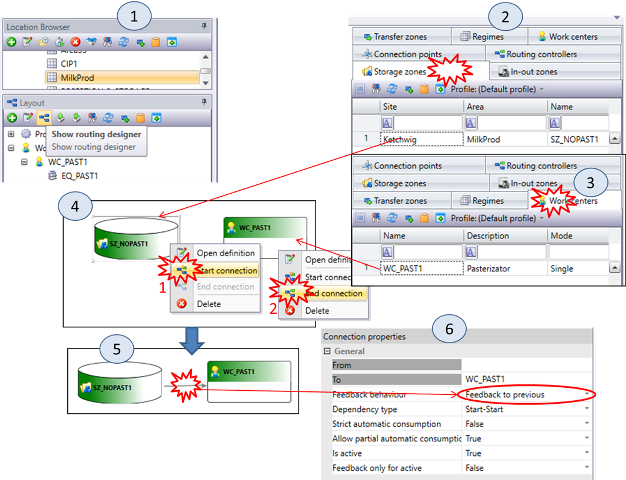 1
Location Browser
CIP1
MilkProd
Layout
Show routing designer
Show routing designer
WC_PAST1
EQ_PAST1
2
Transfer zones
Regimes
Work centers
Connection points
Routing controllers
Storage zones
In-out zones
Profile: (Default profile)
Site Area Name
1 Ketchwig MilkProd SZ_NOPAST1
Connection points
Routing controllers
3
Storage zones
In-out zones
Transfer zones
Regimes
Work centers
Profile: (Default profile)
Name Description Mode
1 WC_PAST1 Pasterizator Single
4
SZ_NOPAST1
WC_PAST1
Open definition
Start connection
End connection
Delete
1
Open defin
Start connec
End connection
Delete
2
5
SZ_NOPAST1
WC_PAST1
6
Connection properties
General
From
To WC_PAST1
Feedback behaviour Feedback to previous
Dependency type Start-Start
Strict automatic consumption False
Allow partial automatic consumptio True
Is active True
Feedback only for active False